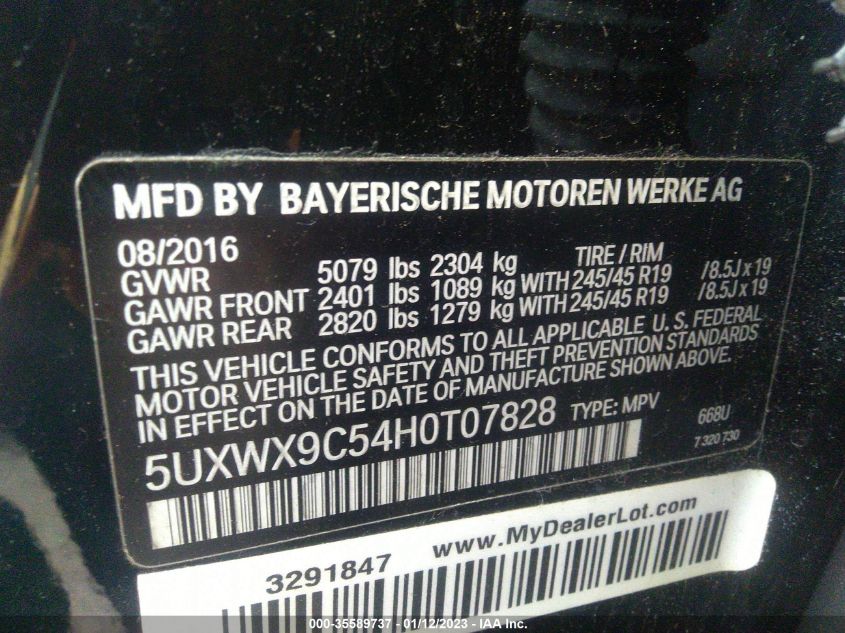 MFD BY BAYERISCHE MOTOREN WERKE AG
08/2016 TIRE / RIM
GVWR 5079 lbs 2304 kg
GAWR FRONT 2401 lbs 1089 kg WITH 245/45 R19 /8.5J x 19
GAWR REAR 2820 lbs 1279 kg WITH 245/45 R19 /8.5J x 19
THIS VEHICLE CONFORMS TO ALL APPLICABLE U. S. FEDERAL
MOTOR VEHICLE SAFETY AND THEFT PREVENTION STANDARDS
IN EFFECT ON THE DATE OF MANUFACTURE SHOWN ABOVE.
5UXWX9C54H0T07828 TYPE: MPV 668U
7 320 730
www.MyDealerLot.com
3291847
000-35589737 - 01/12/2023 - IAA Inc.